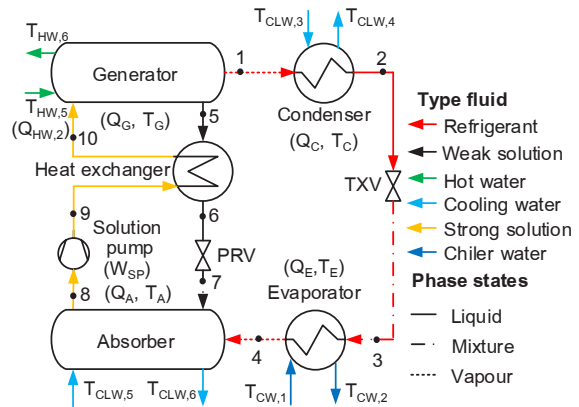 T_HW,6
T_CLW,3
T_CLW,4
1
2
Generator
Condenser
(Q_C, T_C)
T_HW,5
(Q_HW,2)
10
(Q_G, T_G)
5
Heat exchanger
TXV
6
9
Solution
pump
(W_SP)
PRV
(Q_A, T_A)
7
8
(Q_E,T_E)
Evaporator
Absorber
4
3
T_CLW,5
T_CLW,6
T_CW,1
T_CW,2
Type fluid
Refrigerant
Weak solution
Hot water
Cooling water
Strong solution
Chiler water
Phase states
Liquid
Mixture
Vapour